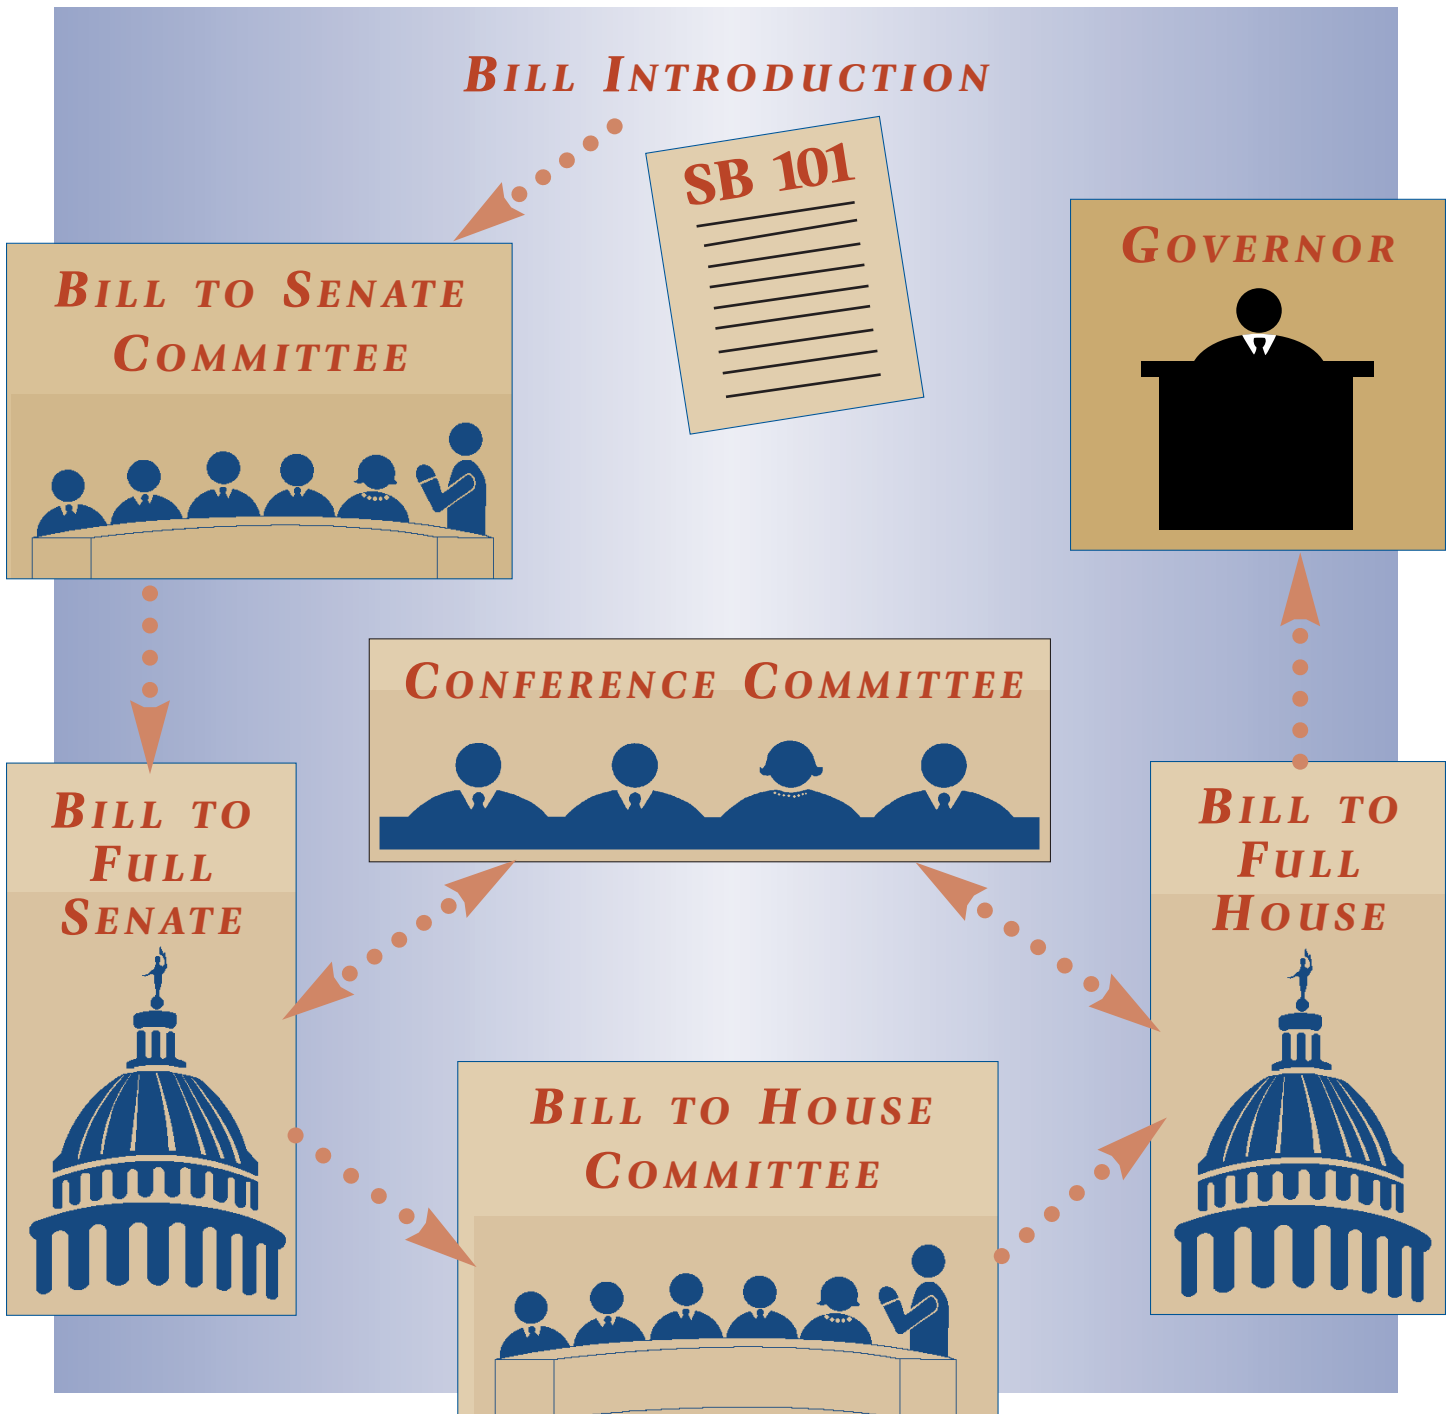 Bill Introduction
SB 101
Governor
Bill to Senate
Committee
Conference Committee
Bill to
Full
Senate
Bill to
Full
House
Bill to House
Committee